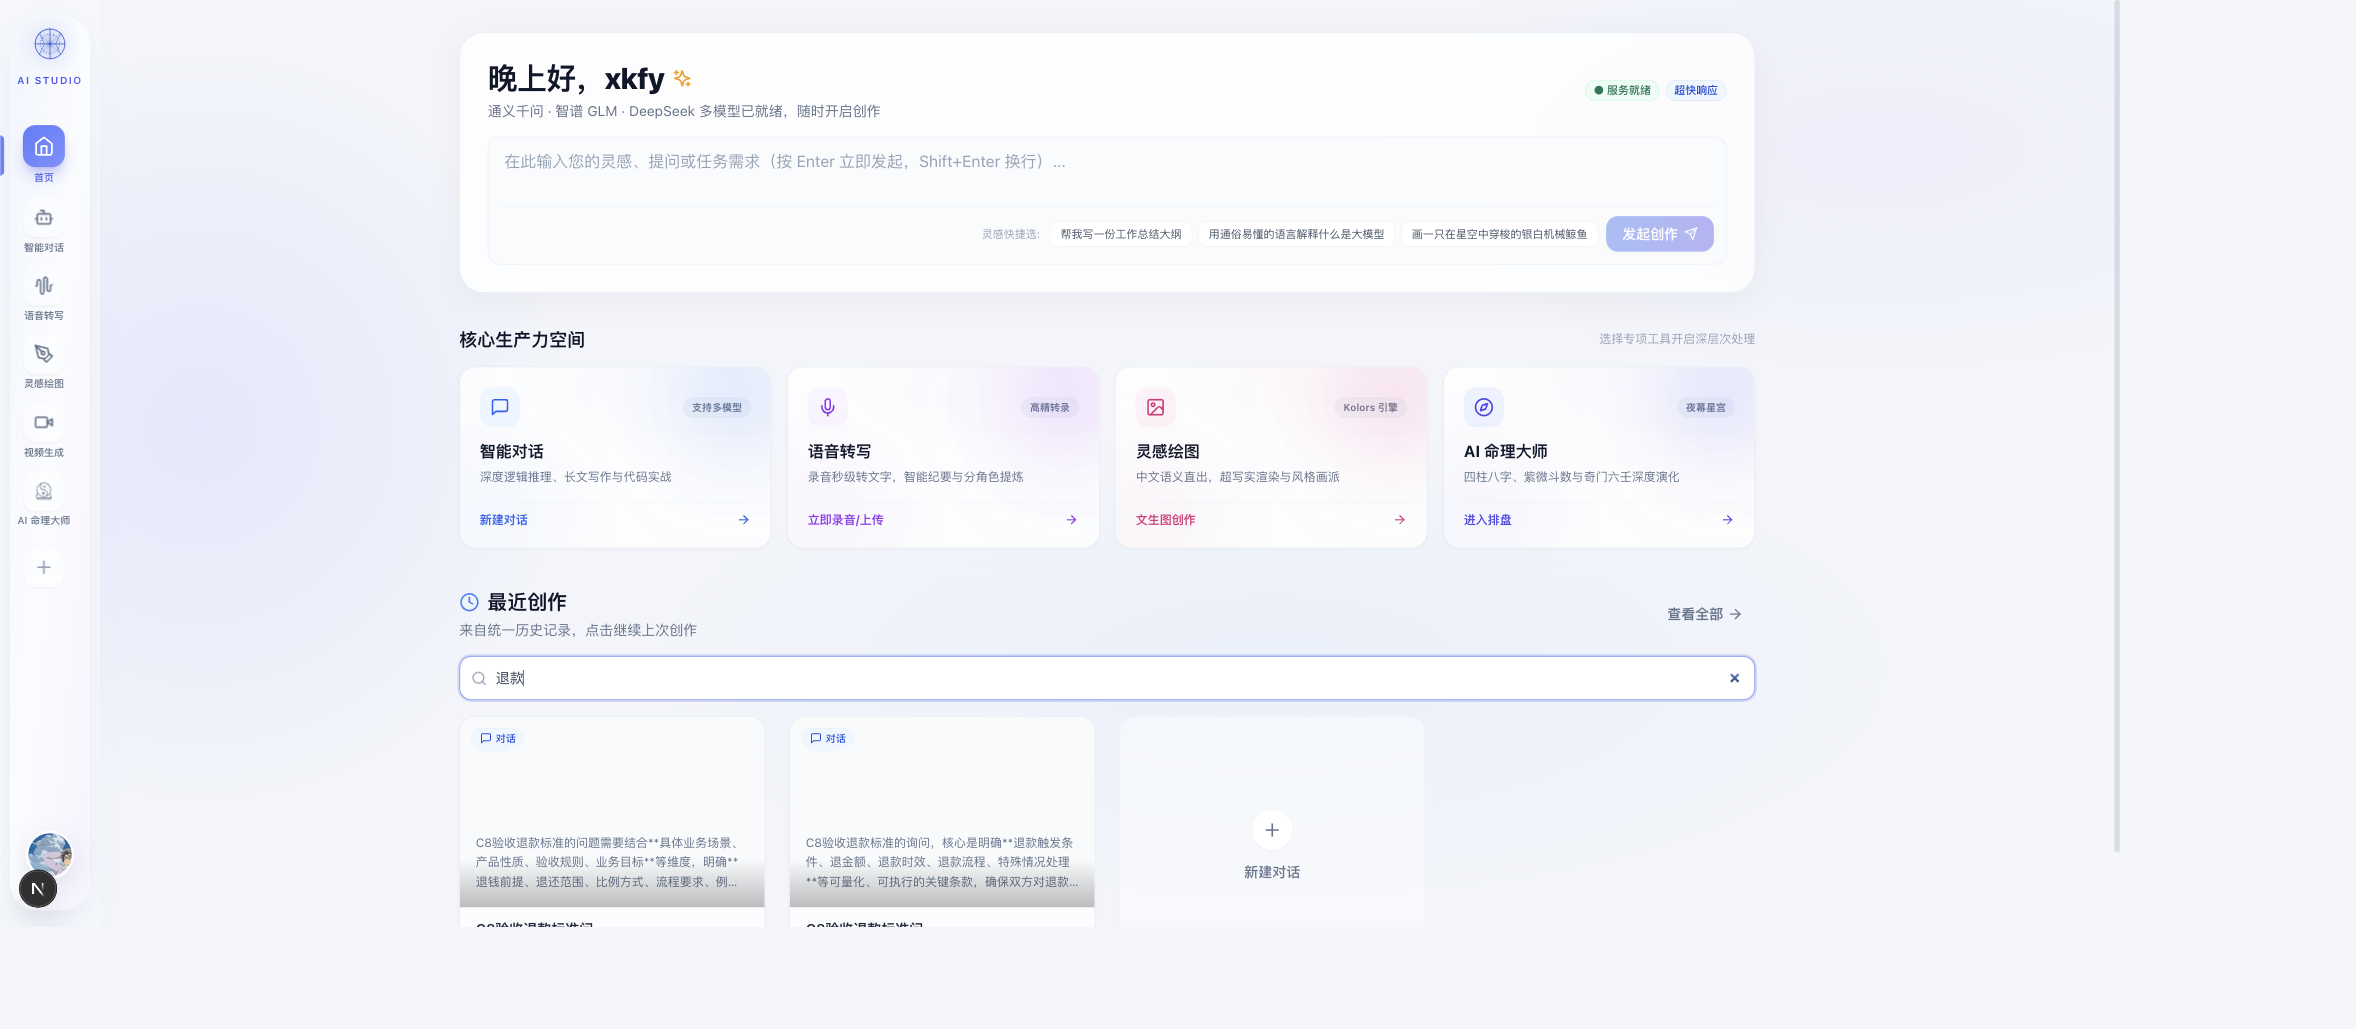 AI STUDIO
首页
智能对话
语音转写
灵感绘图
视频生成
AI 命理大师
N
晚上好，xkfy
通义千问 · 智谱 GLM · DeepSeek 多模型已就绪，随时开启创作
服务就绪
超快响应
在此输入您的灵感、提问或任务需求（按 Enter 立即发起，Shift+Enter 换行）...
灵感快捷选:
帮我写一份工作总结大纲
用通俗易懂的语言解释什么是大模型
画一只在星空中穿梭的银白机械鲸鱼
发起创作
核心生产力空间
选择专项工具开启深层次处理
支持多模型
智能对话
深度逻辑推理、长文写作与代码实战
新建对话
高精转录
语音转写
录音秒级转文字，智能纪要与分角色提炼
立即录音/上传
Kolors 引擎
灵感绘图
中文语义直出，超写实渲染与风格画派
文生图创作
夜幕星宫
AI 命理大师
四柱八字、紫微斗数与奇门六壬深度演化
进入排盘
最近创作
来自统一历史记录，点击继续上次创作
查看全部
退款
对话
C8验收退款标准的问题需要结合**具体业务场景、
产品性质、验收规则、业务目标**等维度，明确**
退钱前提、退还范围、比例方式、流程要求、例...
C8验收退款标准问
对话
C8验收退款标准的询问，核心是明确**退款触发条
件、退金额、退款时效、退款流程、特殊情况处理
**等可量化、可执行的关键条款，确保双方对退款...
C8验收退款标准问
新建对话